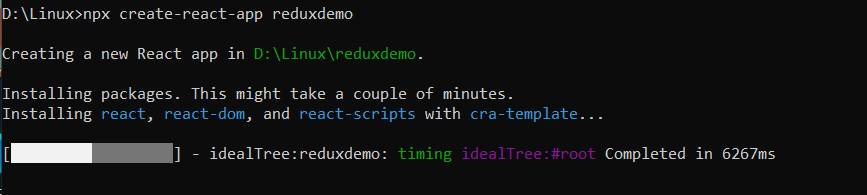 D:\Linux>npx create-react-app reduxdemo
Creating a new React app in D:\Linux\reduxdemo.
Installing packages. This might take a couple of minutes.
Installing react, react-dom, and react-scripts with cra-template...
[                    ] - idealTree:reduxdemo: timing idealTree:#root Completed in 6267ms